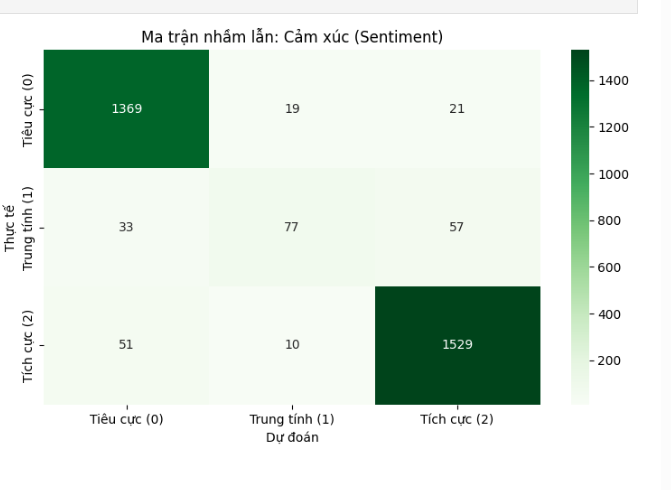 Ma trận nhầm lẫn: Cảm xúc (Sentiment)
Thực tế
Tiêu cực (0)
1369 19 21
Trung tính (1)
33 77 57
Tích cực (2)
51 10 1529
Tiêu cực (0) Trung tính (1) Tích cực (2)
Dự đoán
1400
1200
1000
800
600
400
200